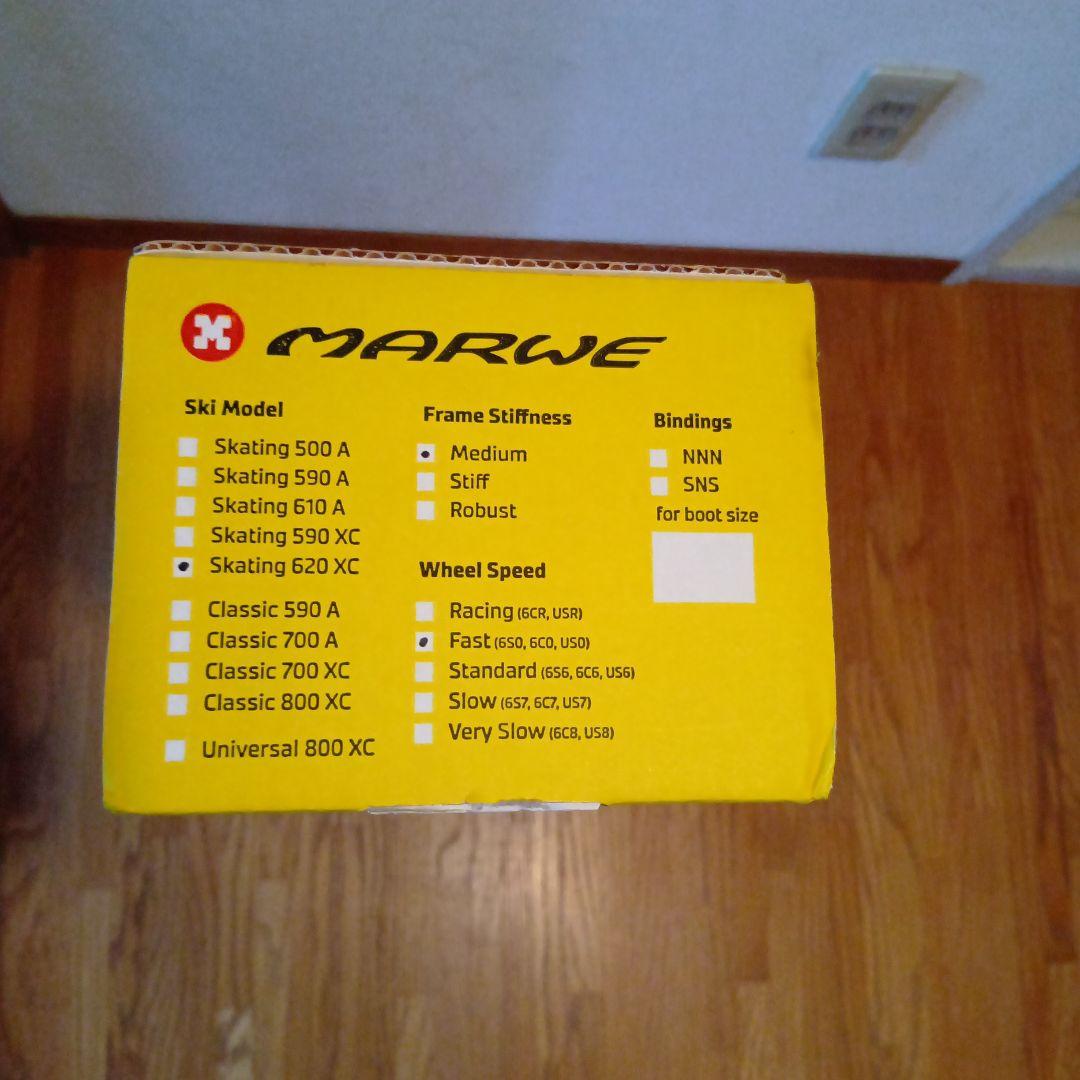 MARWE
Ski Model
Skating 500 A
Skating 590 A
Skating 610 A
Skating 590 XC
Skating 620 XC
Classic 590 A
Classic 700 A
Classic 700 XC
Classic 800 XC
Universal 800 XC
Frame Stiffness
Medium
Stiff
Robust
Wheel Speed
Racing (6CR, USR)
Fast (6S0, 6C0, US0)
Standard (6S6, 6C6, US6)
Slow (6S7, 6C7, US7)
Very Slow (6C8, US8)
Bindings
NNN
SNS
for boot size